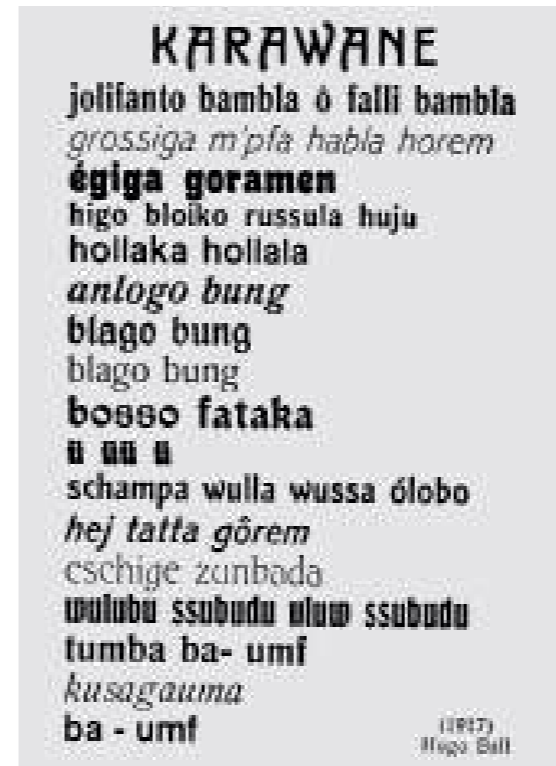 KARAWANE
jolifanto bambla ô falli bambla
grossiga m'pfa habla horem
égiga goramen
higo bloiko russula huju
hollaka hollala
anlogo bung
blago bung
blago bung
bosso fataka
ü üü ü
schampa wulla wussa ólobo
hej tatta gôrem
eschige zunbada
wulubu ssubudu uluw ssubudu
tumba ba- umf
kusagauma
ba - umf
(1917)
Hugo Ball